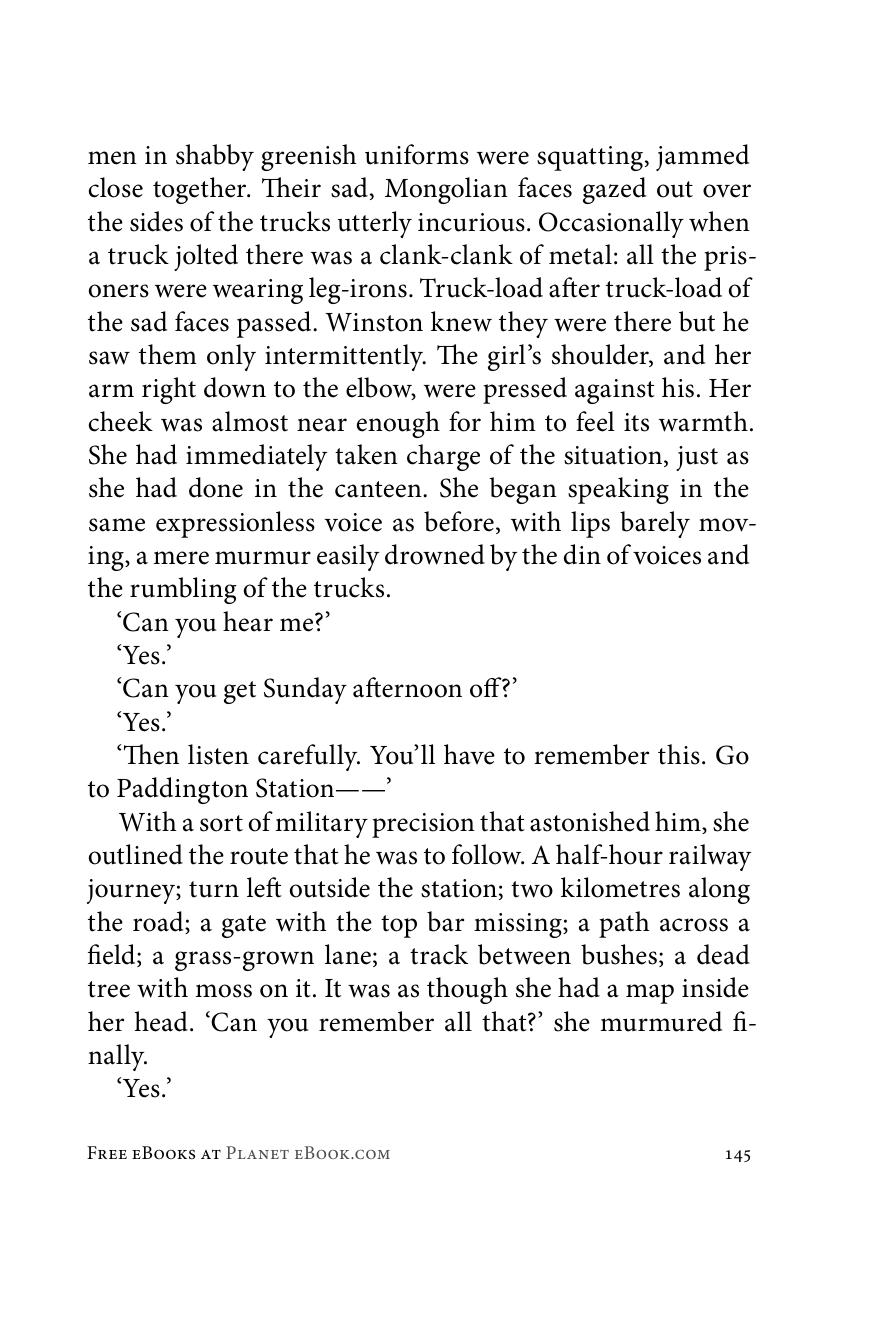 men in shabby greenish uniforms were squatting, jammed
close together. Their sad, Mongolian faces gazed out over
the sides of the trucks utterly incurious. Occasionally when
a truck jolted there was a clank-clank of metal: all the pris-
oners were wearing leg-irons. Truck-load after truck-load of
the sad faces passed. Winston knew they were there but he
saw them only intermittently. The girl’s shoulder, and her
arm right down to the elbow, were pressed against his. Her
cheek was almost near enough for him to feel its warmth.
She had immediately taken charge of the situation, just as
she had done in the canteen. She began speaking in the
same expressionless voice as before, with lips barely mov-
ing, a mere murmur easily drowned by the din of voices and
the rumbling of the trucks.
‘Can you hear me?’
‘Yes.’
‘Can you get Sunday afternoon off?’
‘Yes.’
‘Then listen carefully. You’ll have to remember this. Go
to Paddington Station——’
With a sort of military precision that astonished him, she
outlined the route that he was to follow. A half-hour railway
journey; turn left outside the station; two kilometres along
the road; a gate with the top bar missing; a path across a
field; a grass-grown lane; a track between bushes; a dead
tree with moss on it. It was as though she had a map inside
her head. ‘Can you remember all that?’ she murmured fi-
nally.
‘Yes.’
Free eBooks at Planet eBook.com 145